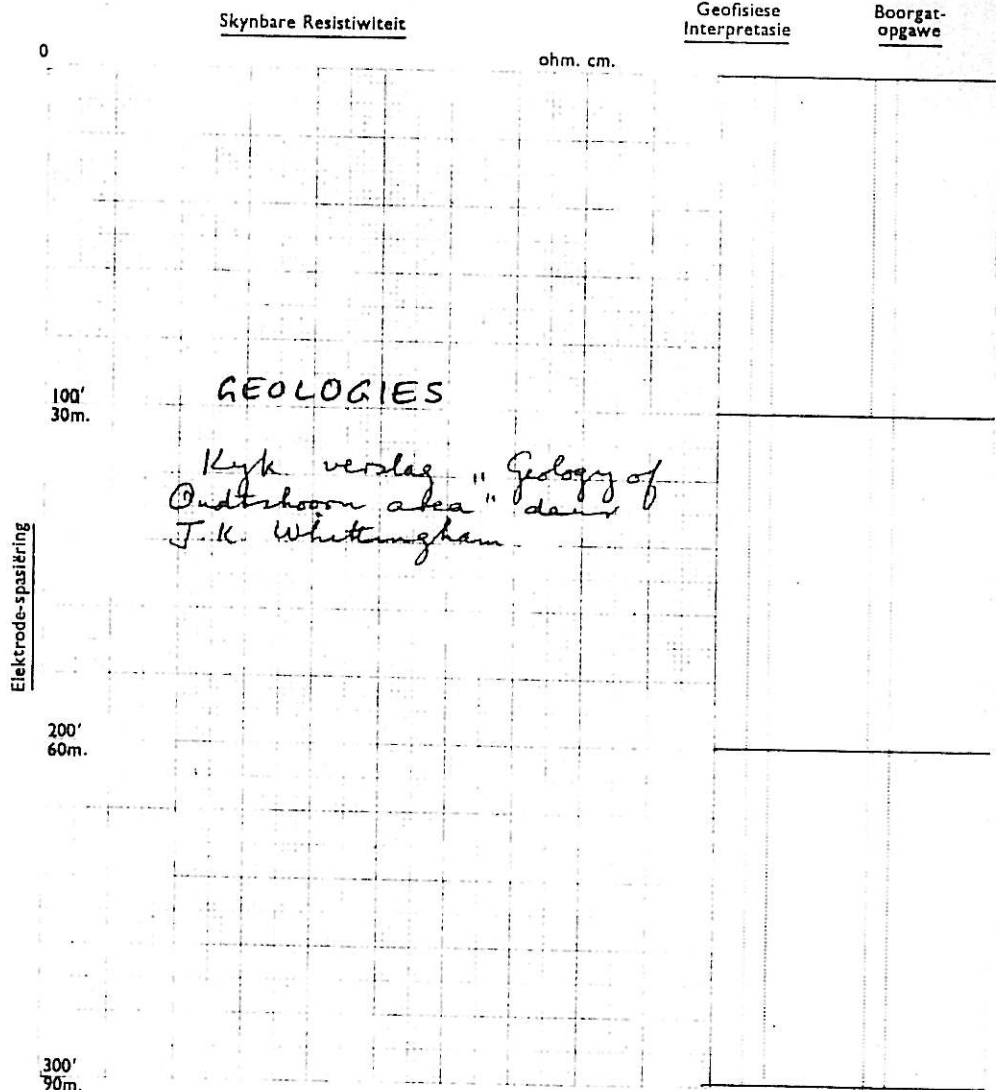 Skynbare Resistiwiteit
Geofisiese
Interpretasie
Boorgat-
opgawe
0
ohm. cm.
100'
30m.
GEOLOGIES
Kyk verslag „Geology of
Oudtshoorn area" deur
J.K. Whittingham
Elektrode-spasiëring
200'
60m.
300'
90m.